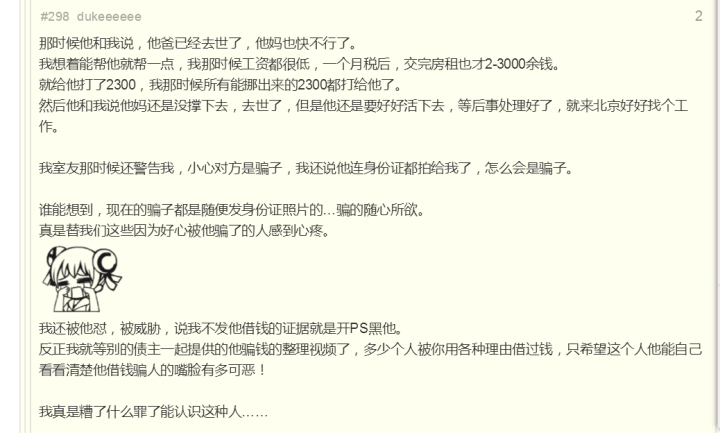 #298 dukeeeeee
2
那时候他和我说，他爸已经去世了，他妈也快不行了。
我想着能帮他就帮一点，我那时候工资都很低，一个月税后，交完房租也才2-3000余钱。
就给他打了2300，我那时候所有能挪出来的2300都打给他了。
然后他和我说他妈还是没撑下去，去世了，但是他还是要好好活下去，等后事处理好了，就来北京好好找个工
作。
我室友那时候还警告我，小心对方是骗子，我还说他连身份证都拍给我了，怎么会是骗子。
谁能想到，现在的骗子都是随便发身份证照片的…骗的随心所欲。
真是替我们这些因为好心被他骗了的人感到心疼。
我还被他怼，被威胁，说我不发他借钱的证据就是开PS黑他。
反正我就等别的债主一起提供的他骗钱的整理视频了，多少个人被你用各种理由借过钱，只希望这个人他能自己
看看清楚他借钱骗人的嘴脸有多可恶！
我真是糟了什么罪了能认识这种人……